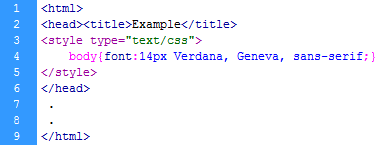 1 <html>
2 <head><title>Example</title>
3 <style type="text/css">
4     body{font:14px Verdana, Geneva, sans-serif;}
5 </style>
6 </head>
7  .
8  .
9 </html>